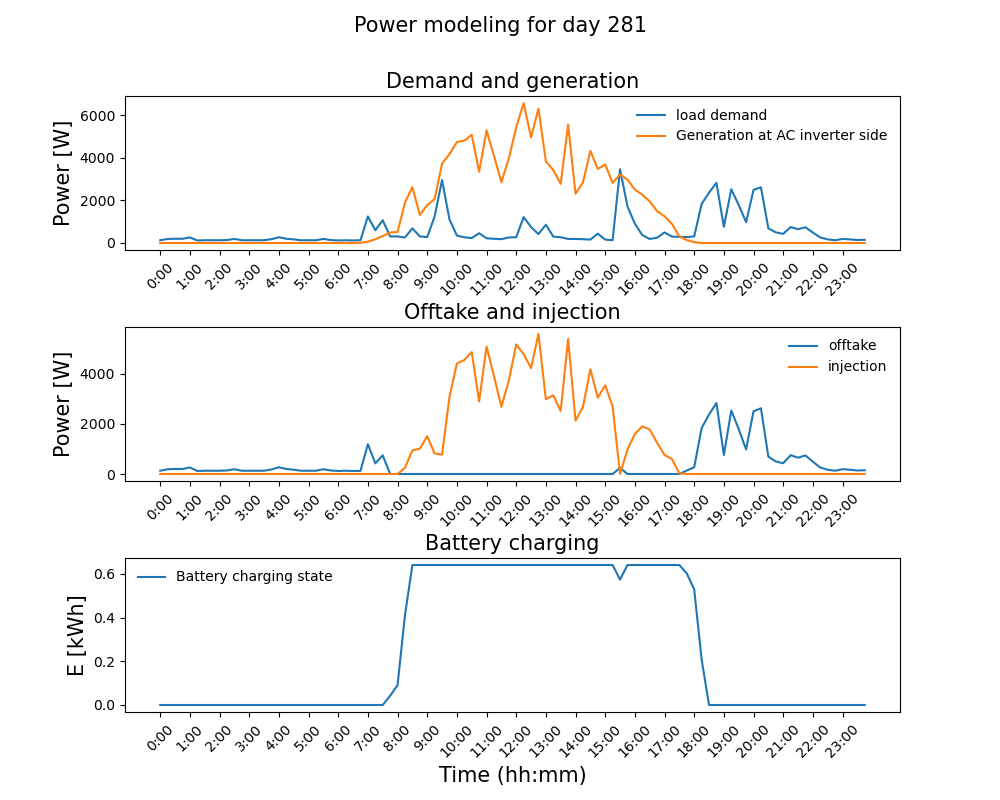 Power modeling for day 281
Demand and generation
Power [W]
6000
4000
2000
0
load demand
Generation at AC inverter side
0:00 1:00 2:00 3:00 4:00 5:00 6:00 7:00 8:00 9:00 10:00 11:00 12:00 13:00 14:00 15:00 16:00 17:00 18:00 19:00 20:00 21:00 22:00 23:00
Offtake and injection
Power [W]
4000
2000
0
offtake
injection
0:00 1:00 2:00 3:00 4:00 5:00 6:00 7:00 8:00 9:00 10:00 11:00 12:00 13:00 14:00 15:00 16:00 17:00 18:00 19:00 20:00 21:00 22:00 23:00
Battery charging
E [kWh]
0.6
0.4
0.2
0.0
Battery charging state
0:00 1:00 2:00 3:00 4:00 5:00 6:00 7:00 8:00 9:00 10:00 11:00 12:00 13:00 14:00 15:00 16:00 17:00 18:00 19:00 20:00 21:00 22:00 23:00
Time (hh:mm)